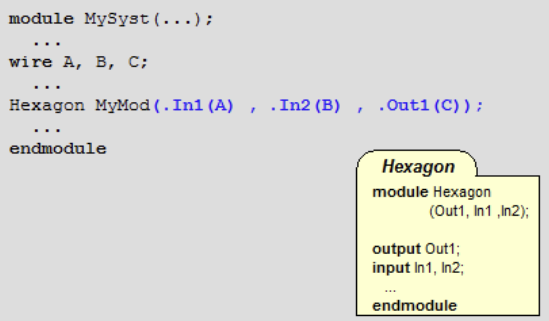 module MySyst(...);
...
wire A, B, C;
...
Hexagon MyMod(.In1(A) , .In2(B) , .Out1(C));
...
endmodule
Hexagon
module Hexagon
(Out1, In1 ,In2);
output Out1;
input In1, In2;
...
endmodule